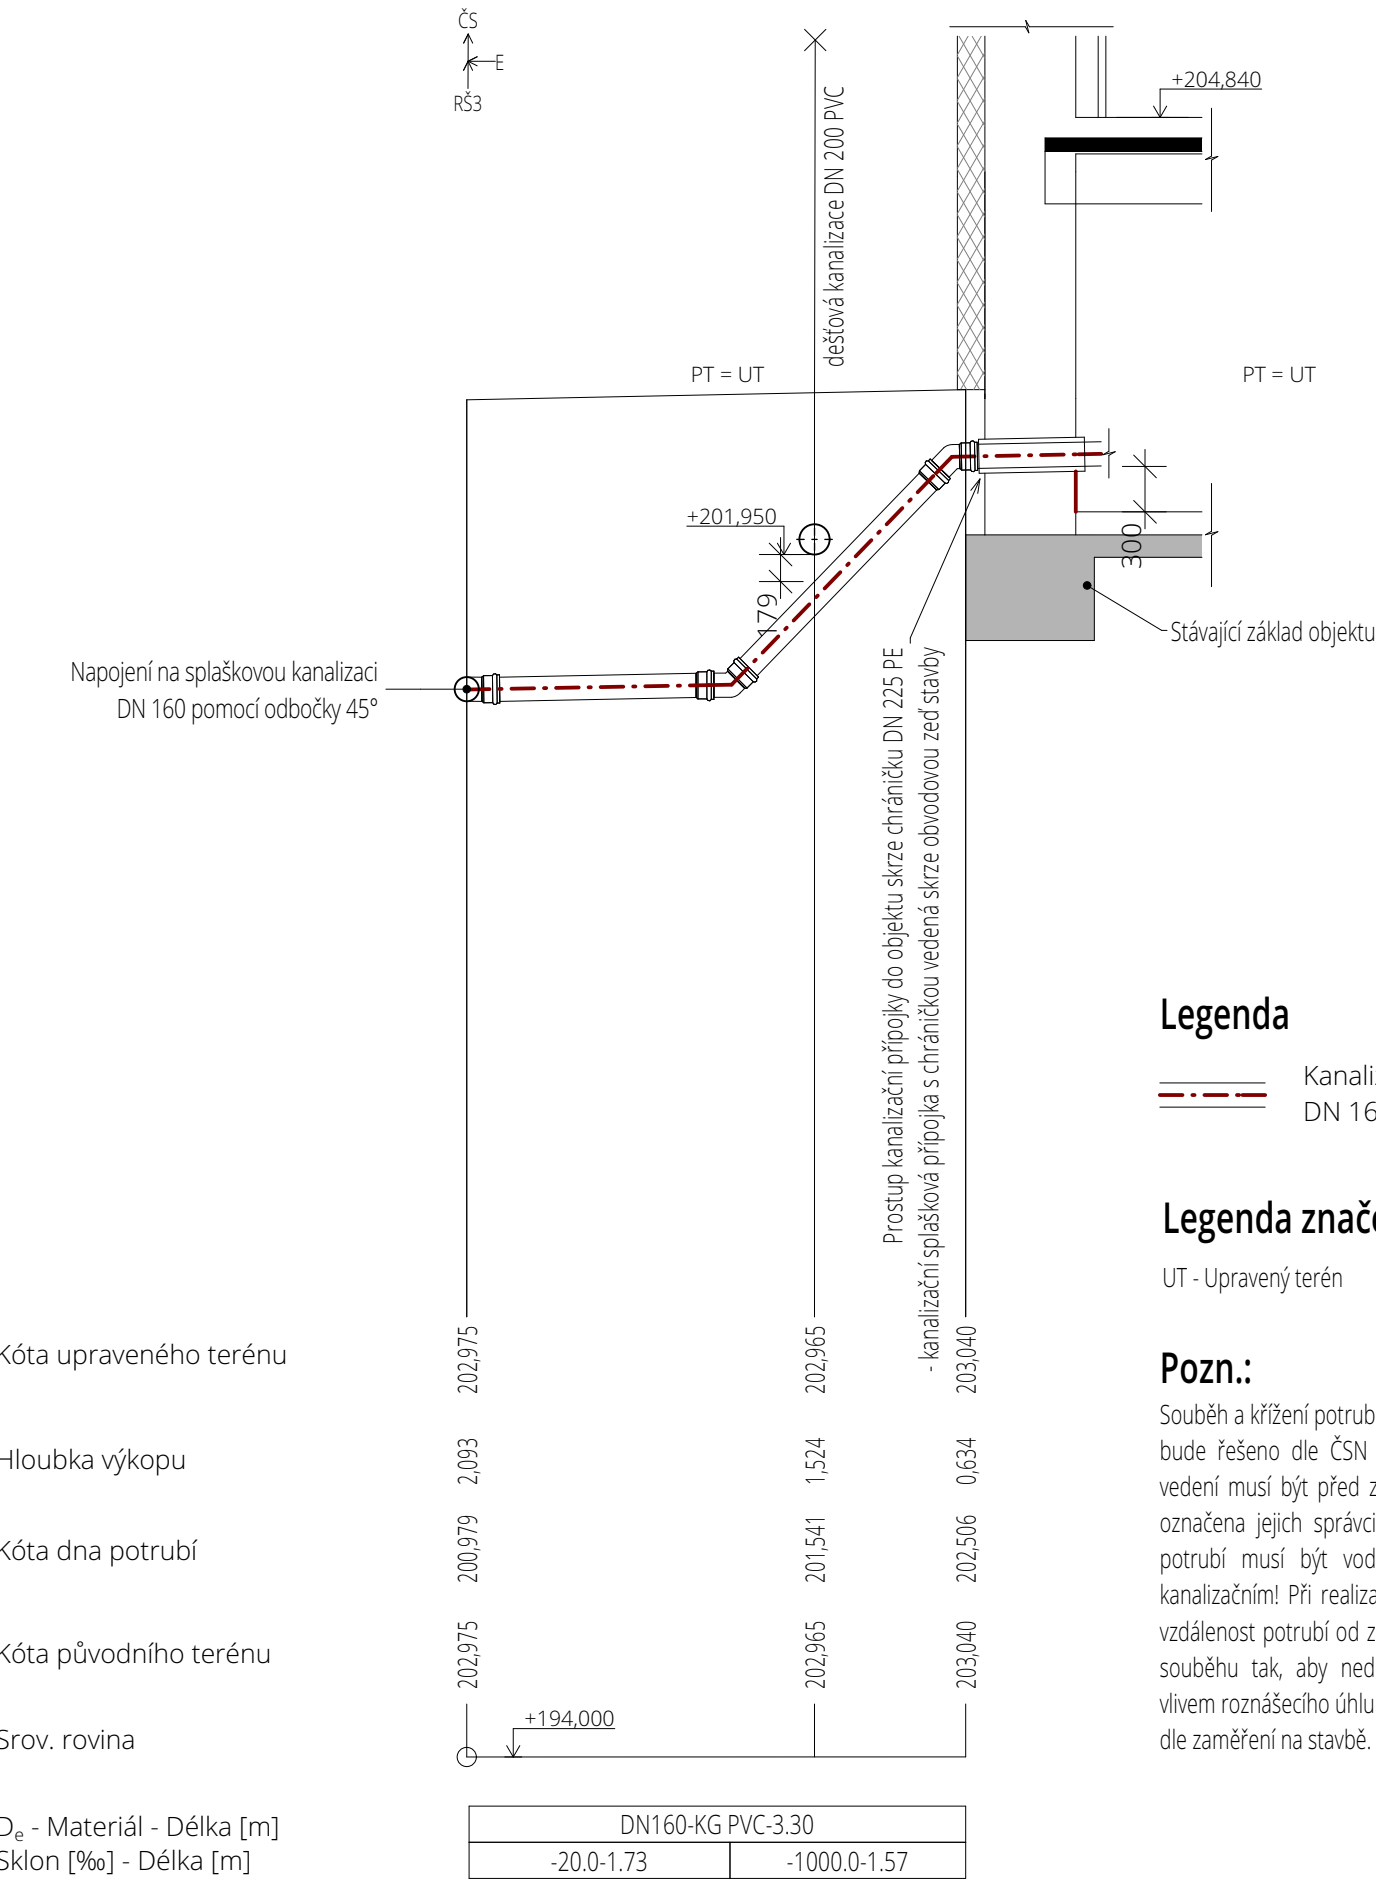 ČS
E
RŠ3
+204,840
dešťová kanalizace DN 200 PVC
PT = UT
PT = UT
+201,950
179
300
Stávající základ objektu
Napojení na splaškovou kanalizaci
DN 160 pomocí odbočky 45°
Prostup kanalizační přípojky do objektu skrze chráničku DN 225 PE
- kanalizační splašková přípojka s chráničkou vedená skrze obvodovou zeď stavby
Legenda
DN 16
Legenda znače
UT - Upravený terén
Pozn.:
Souběh a křížení potrub
bude řešeno dle ČSN
vedení musí být před z
označena jejich správci
potrubí musí být vod
kanalizačním! Při realiza
vzdálenost potrubí od z
souběhu tak, aby ned
vlivem roznášecího úhlu
dle zaměření na stavbě.
Kóta upraveného terénu 202,975 202,965 203,040
Hloubka výkopu 2,093 1,524 0,634
Kóta dna potrubí 200,979 201,541 202,506
Kóta původního terénu 202,975 202,965 203,040
Srov. rovina +194,000
De - Materiál - Délka [m] DN160-KG PVC-3.30
Sklon [‰] - Délka [m] -20.0-1.73 -1000.0-1.57